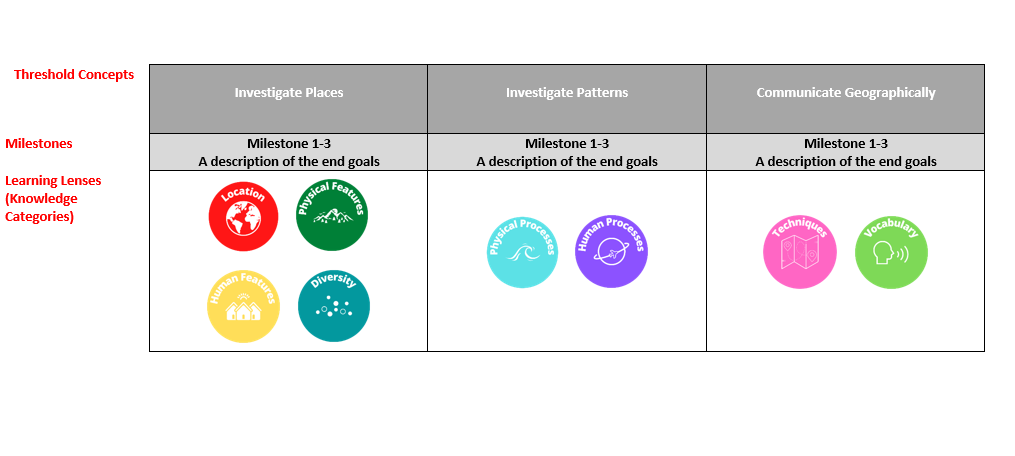 Threshold Concepts
Investigate Places
Investigate Patterns
Communicate Geographically
Milestones
Milestone 1-3
A description of the end goals
Milestone 1-3
A description of the end goals
Milestone 1-3
A description of the end goals
Learning Lenses
(Knowledge
Categories)
Location
Physical Features
Human Features
Diversity
Physical Processes
Human Processes
Techniques
Vocabulary